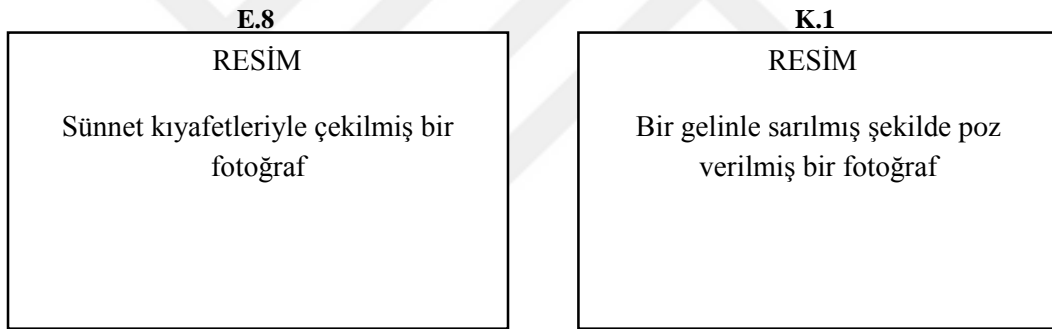 E.8
RESİM
Sünnet kıyafetleriyle çekilmiş bir
fotoğraf
K.1
RESİM
Bir gelinle sarılmış şekilde poz
verilmiş bir fotoğraf